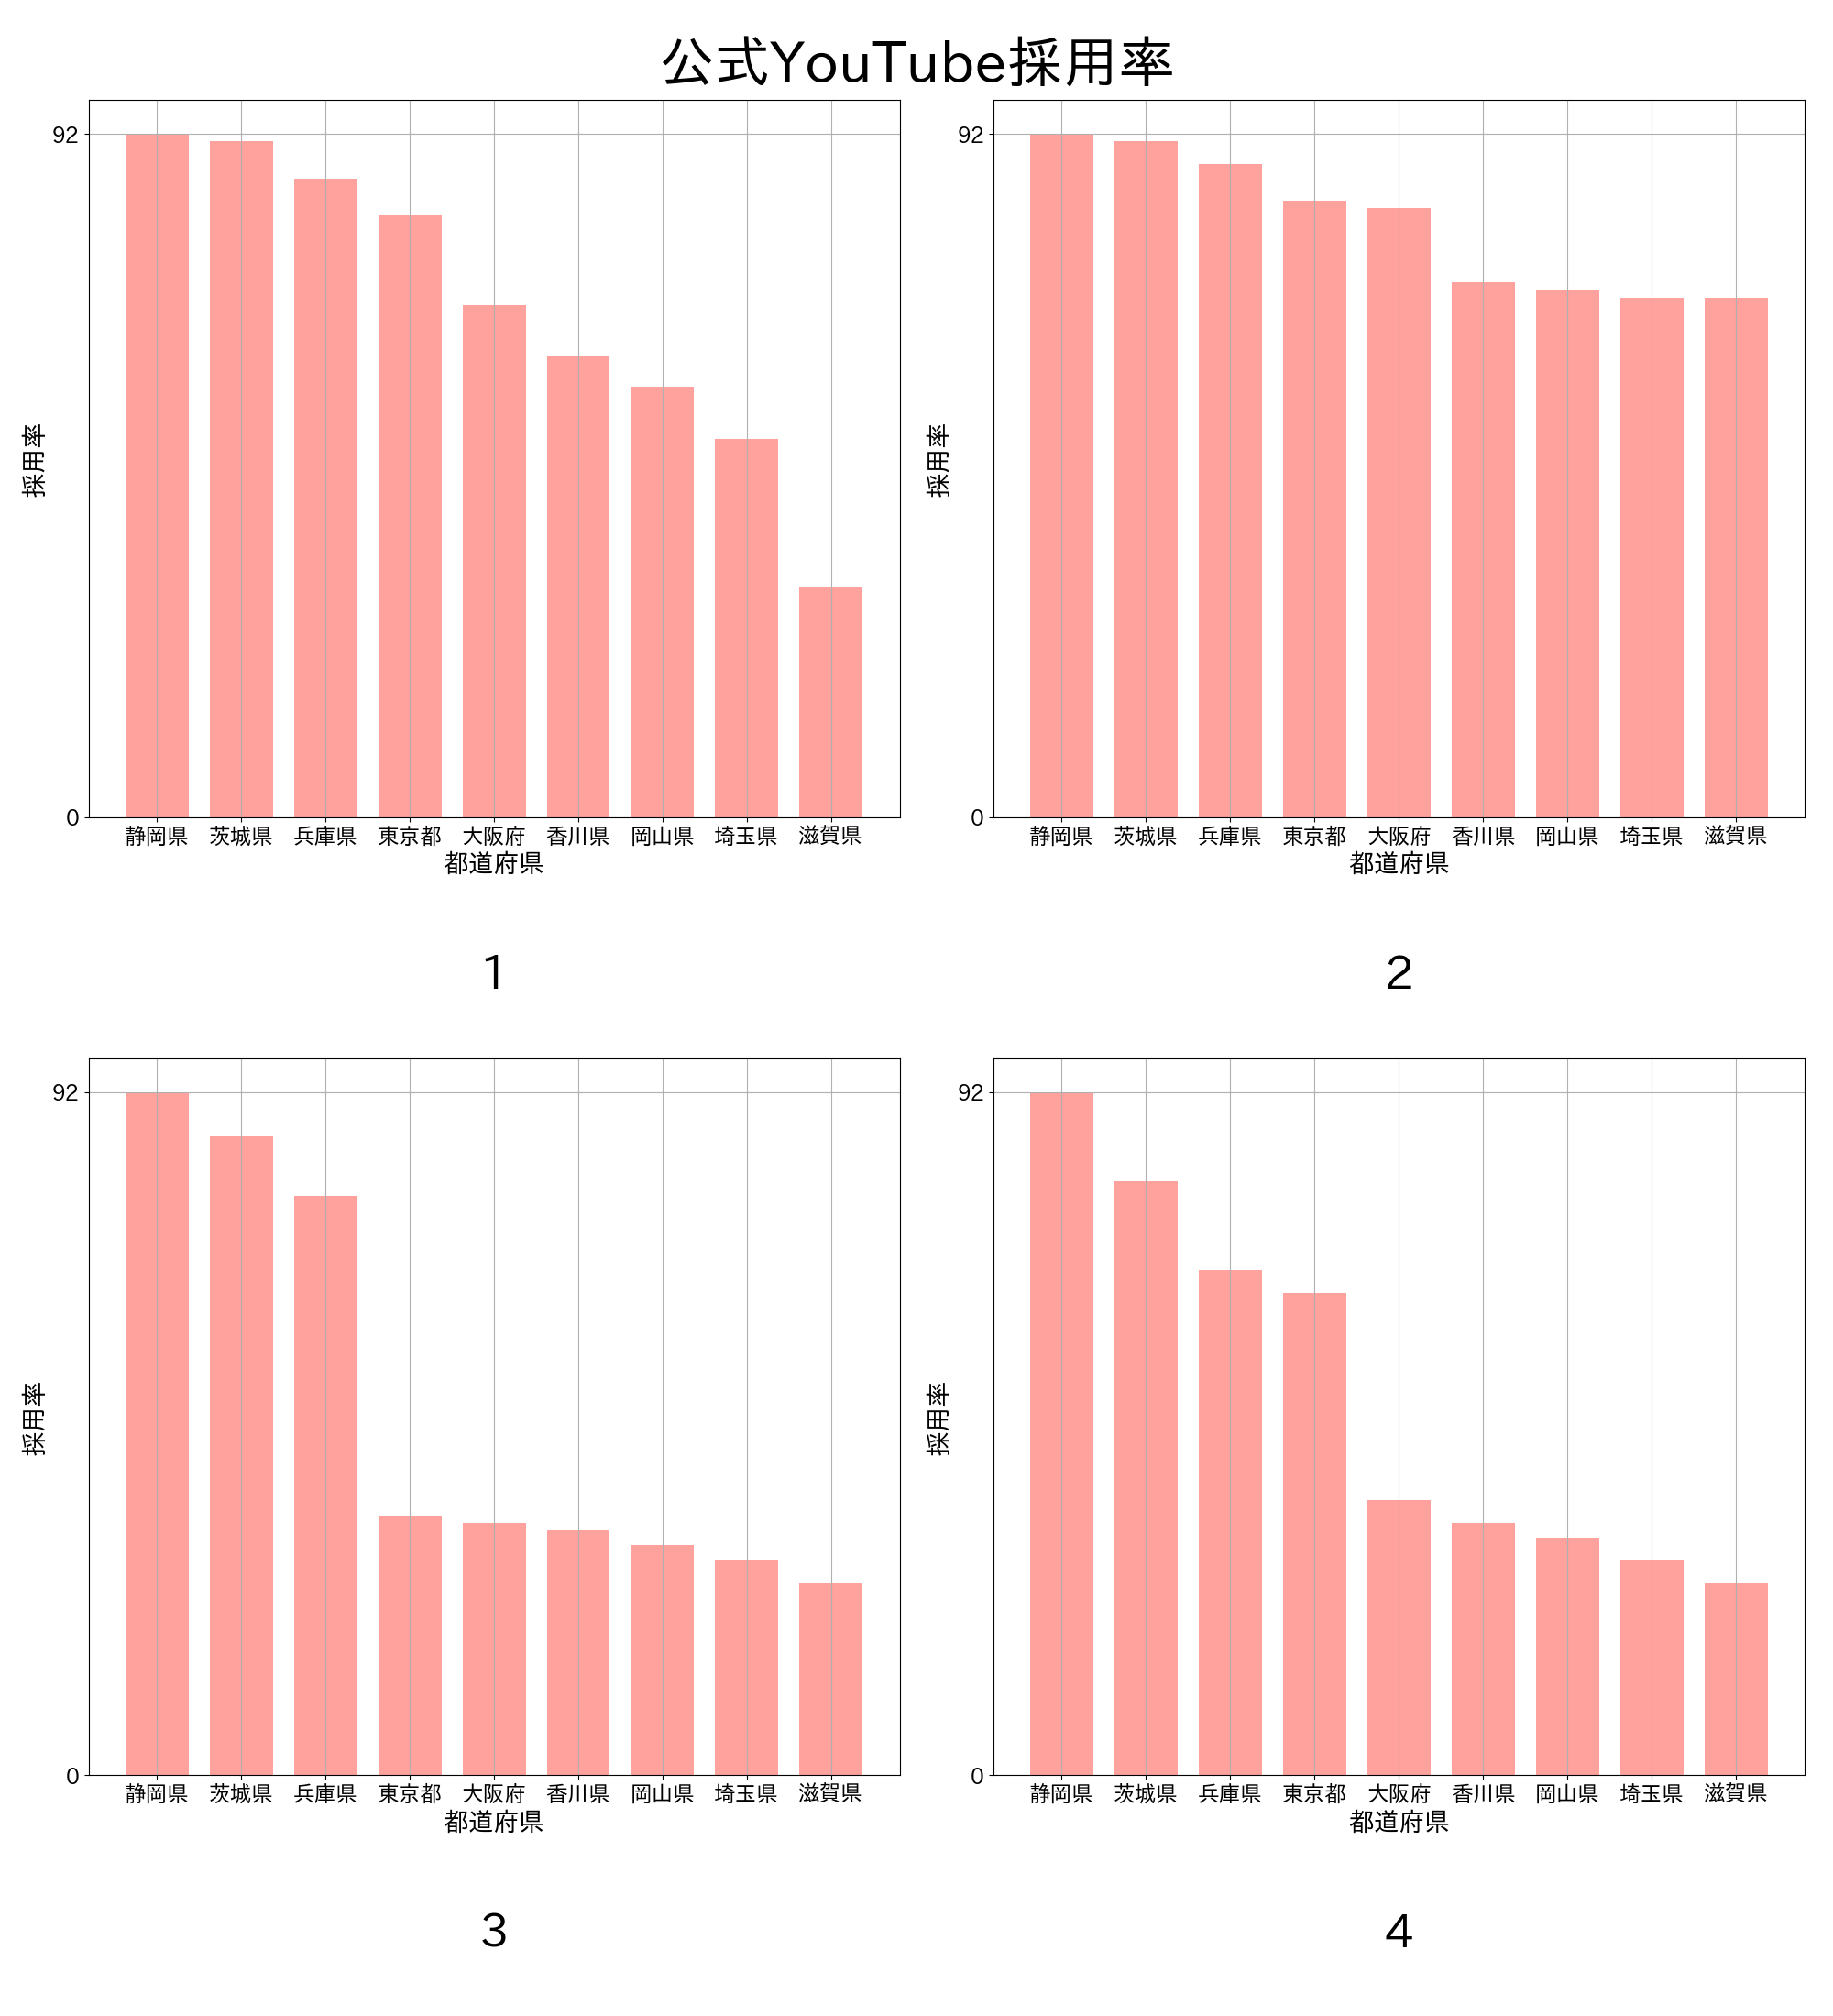 公式YouTube採用率
92
0
採用率
静岡県 茨城県 兵庫県 東京都 大阪府 香川県 岡山県 埼玉県 滋賀県
都道府県
1
92
0
採用率
静岡県 茨城県 兵庫県 東京都 大阪府 香川県 岡山県 埼玉県 滋賀県
都道府県
2
92
0
採用率
静岡県 茨城県 兵庫県 東京都 大阪府 香川県 岡山県 埼玉県 滋賀県
都道府県
3
92
0
採用率
静岡県 茨城県 兵庫県 東京都 大阪府 香川県 岡山県 埼玉県 滋賀県
都道府県
4